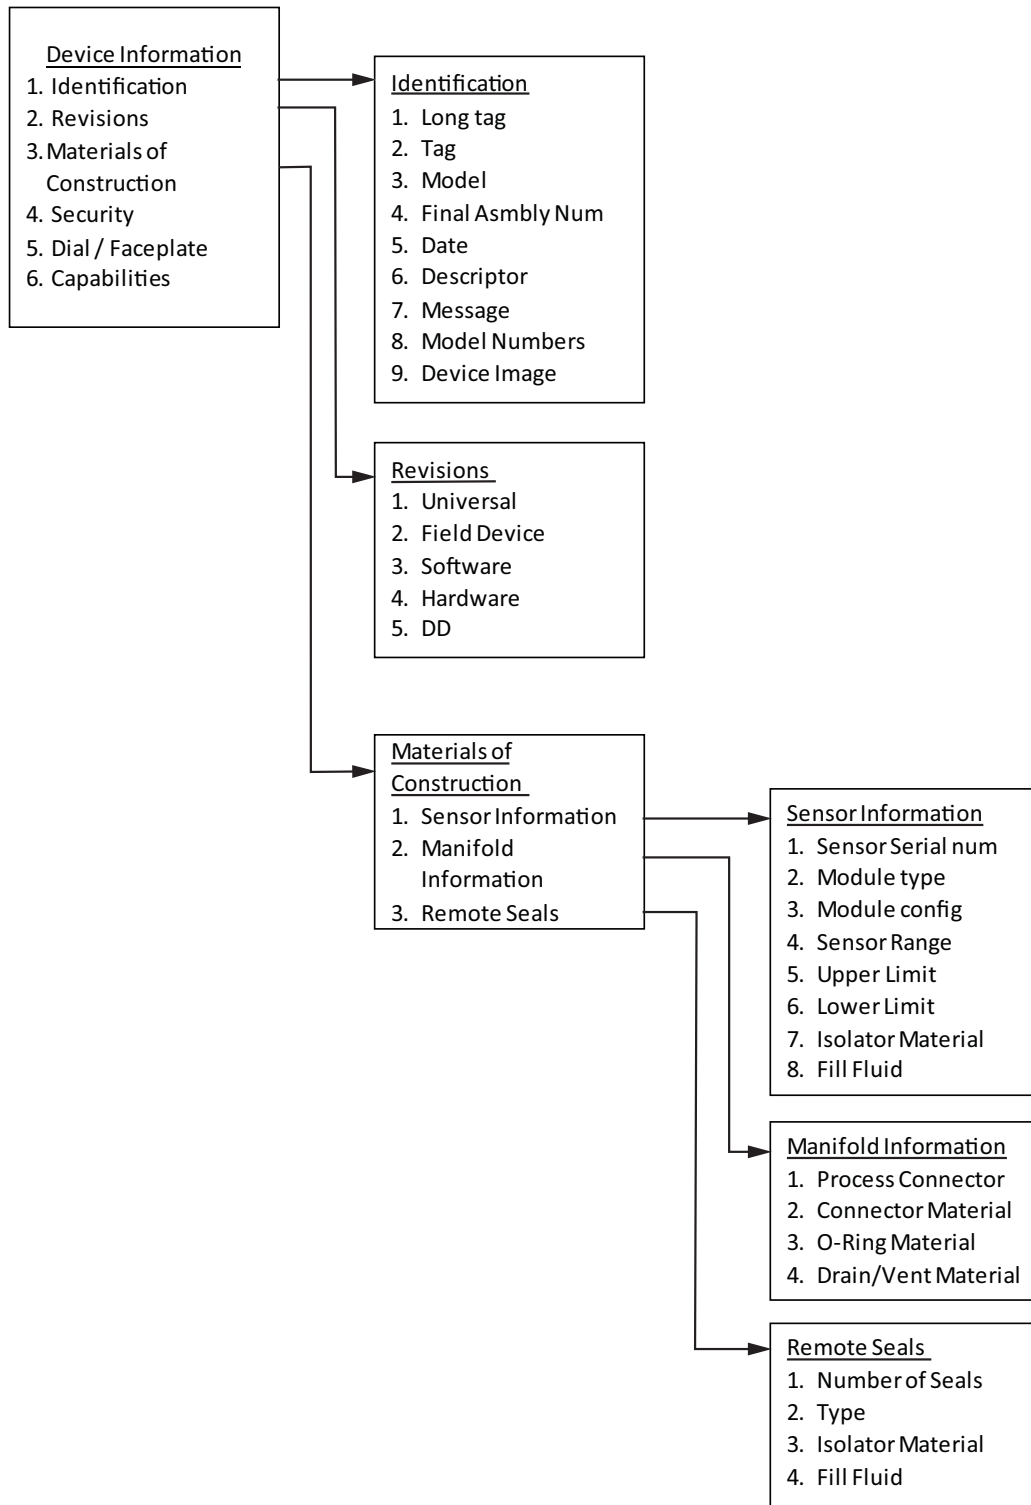 Device Information
1. Identification
2. Revisions
3. Materials of
Construction
4. Security
5. Dial / Faceplate
6. Capabilities
Identification
1. Long tag
2. Tag
3. Model
4. Final Asmbly Num
5. Date
6. Descriptor
7. Message
8. Model Numbers
9. Device Image
Revisions
1. Universal
2. Field Device
3. Software
4. Hardware
5. DD
Materials of
Construction
1. Sensor Information
2. Manifold
Information
3. Remote Seals
Sensor Information
1. Sensor Serial num
2. Module type
3. Module config
4. Sensor Range
5. Upper Limit
6. Lower Limit
7. Isolator Material
8. Fill Fluid
Manifold Information
1. Process Connector
2. Connector Material
3. O-Ring Material
4. Drain/Vent Material
Remote Seals
1. Number of Seals
2. Type
3. Isolator Material
4. Fill Fluid